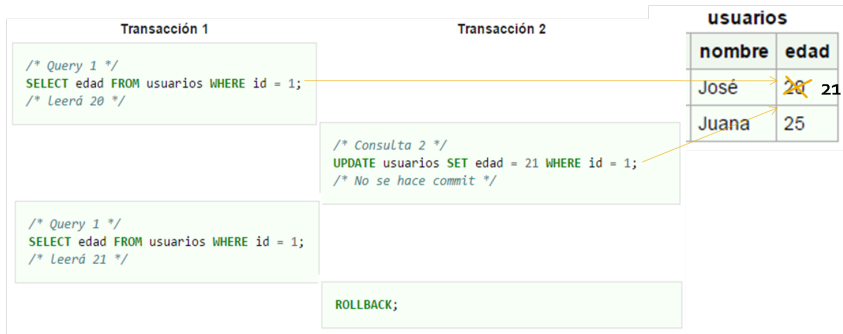 Transacción 1
Transacción 2
usuarios
nombre edad
José 20 21
Juana 25
/* Query 1 */
SELECT edad FROM usuarios WHERE id = 1;
/* leerá 20 */
/* Consulta 2 */
UPDATE usuarios SET edad = 21 WHERE id = 1;
/* No se hace commit */
/* Query 1 */
SELECT edad FROM usuarios WHERE id = 1;
/* leerá 21 */
ROLLBACK;